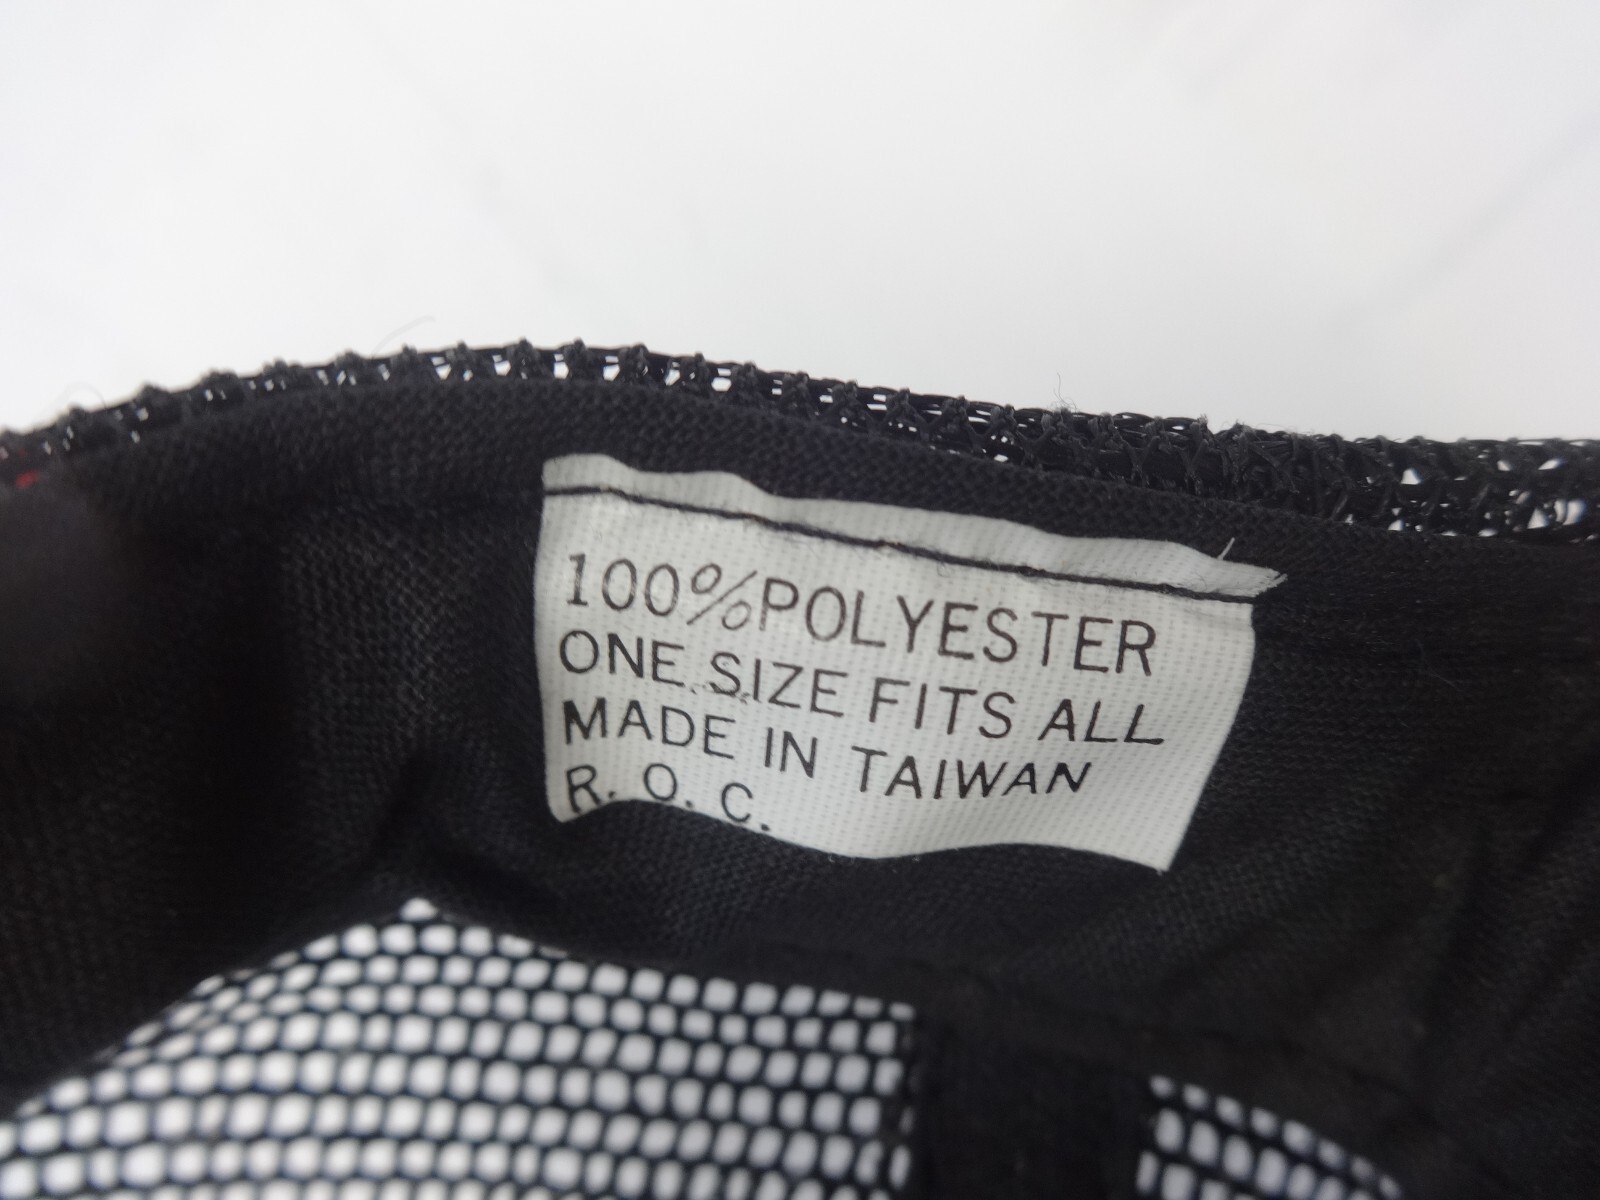 100%POLYESTER
ONE SIZE FITS ALL
MADE IN TAIWAN
R. O. C.